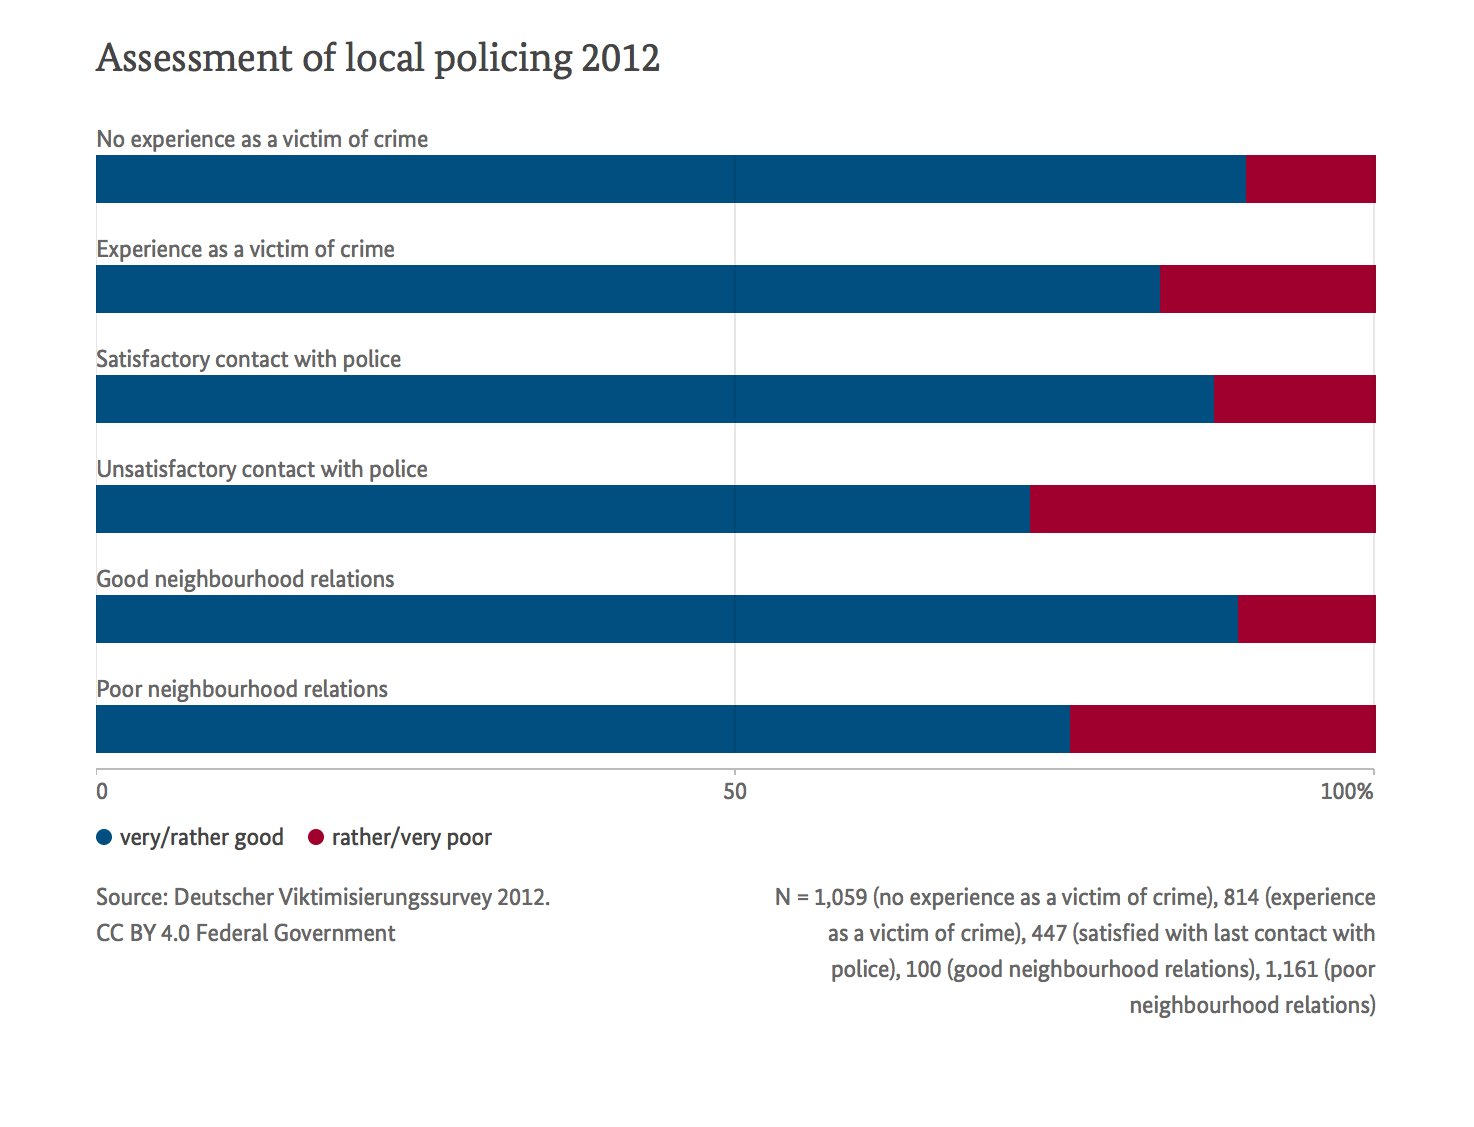 Assessment of local policing 2012
No experience as a victim of crime
Experience as a victim of crime
Satisfactory contact with police
Unsatisfactory contact with police
Good neighbourhood relations
Poor neighbourhood relations
0 50 100%
very/rather good rather/very poor
Source: Deutscher Viktimisierungssurvey 2012.
CC BY 4.0 Federal Government
N = 1,059 (no experience as a victim of crime), 814 (experience
as a victim of crime), 447 (satisfied with last contact with
police), 100 (good neighbourhood relations), 1,161 (poor
neighbourhood relations)